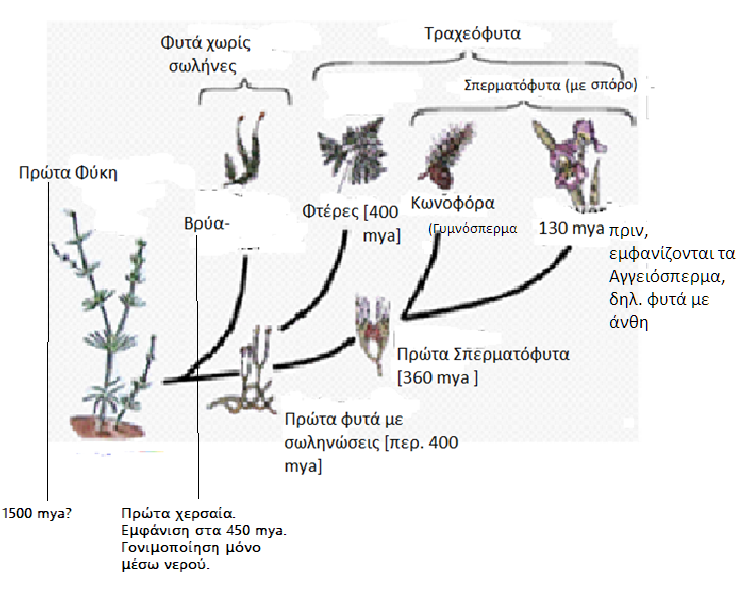 Τραχεόφυτα
Φυτά χωρίς
σωλήνες
Σπερματόφυτα (με σπόρο)
Πρώτα Φύκη
Βρύα-
Φτέρες [400
mya]
Κωνοφόρα
(Γυμνόσπερμα
130 mya πριν,
εμφανίζονται τα
Αγγειόσπερμα,
δηλ. φυτά με
άνθη
Πρώτα Σπερματόφυτα
[360 mya ]
Πρώτα φυτά με
σωληνώσεις [περ. 400
mya]
1500 mya?
Πρώτα χερσαία.
Εμφάνιση στα 450 mya.
Γονιμοποίηση μόνο
μέσω νερού.